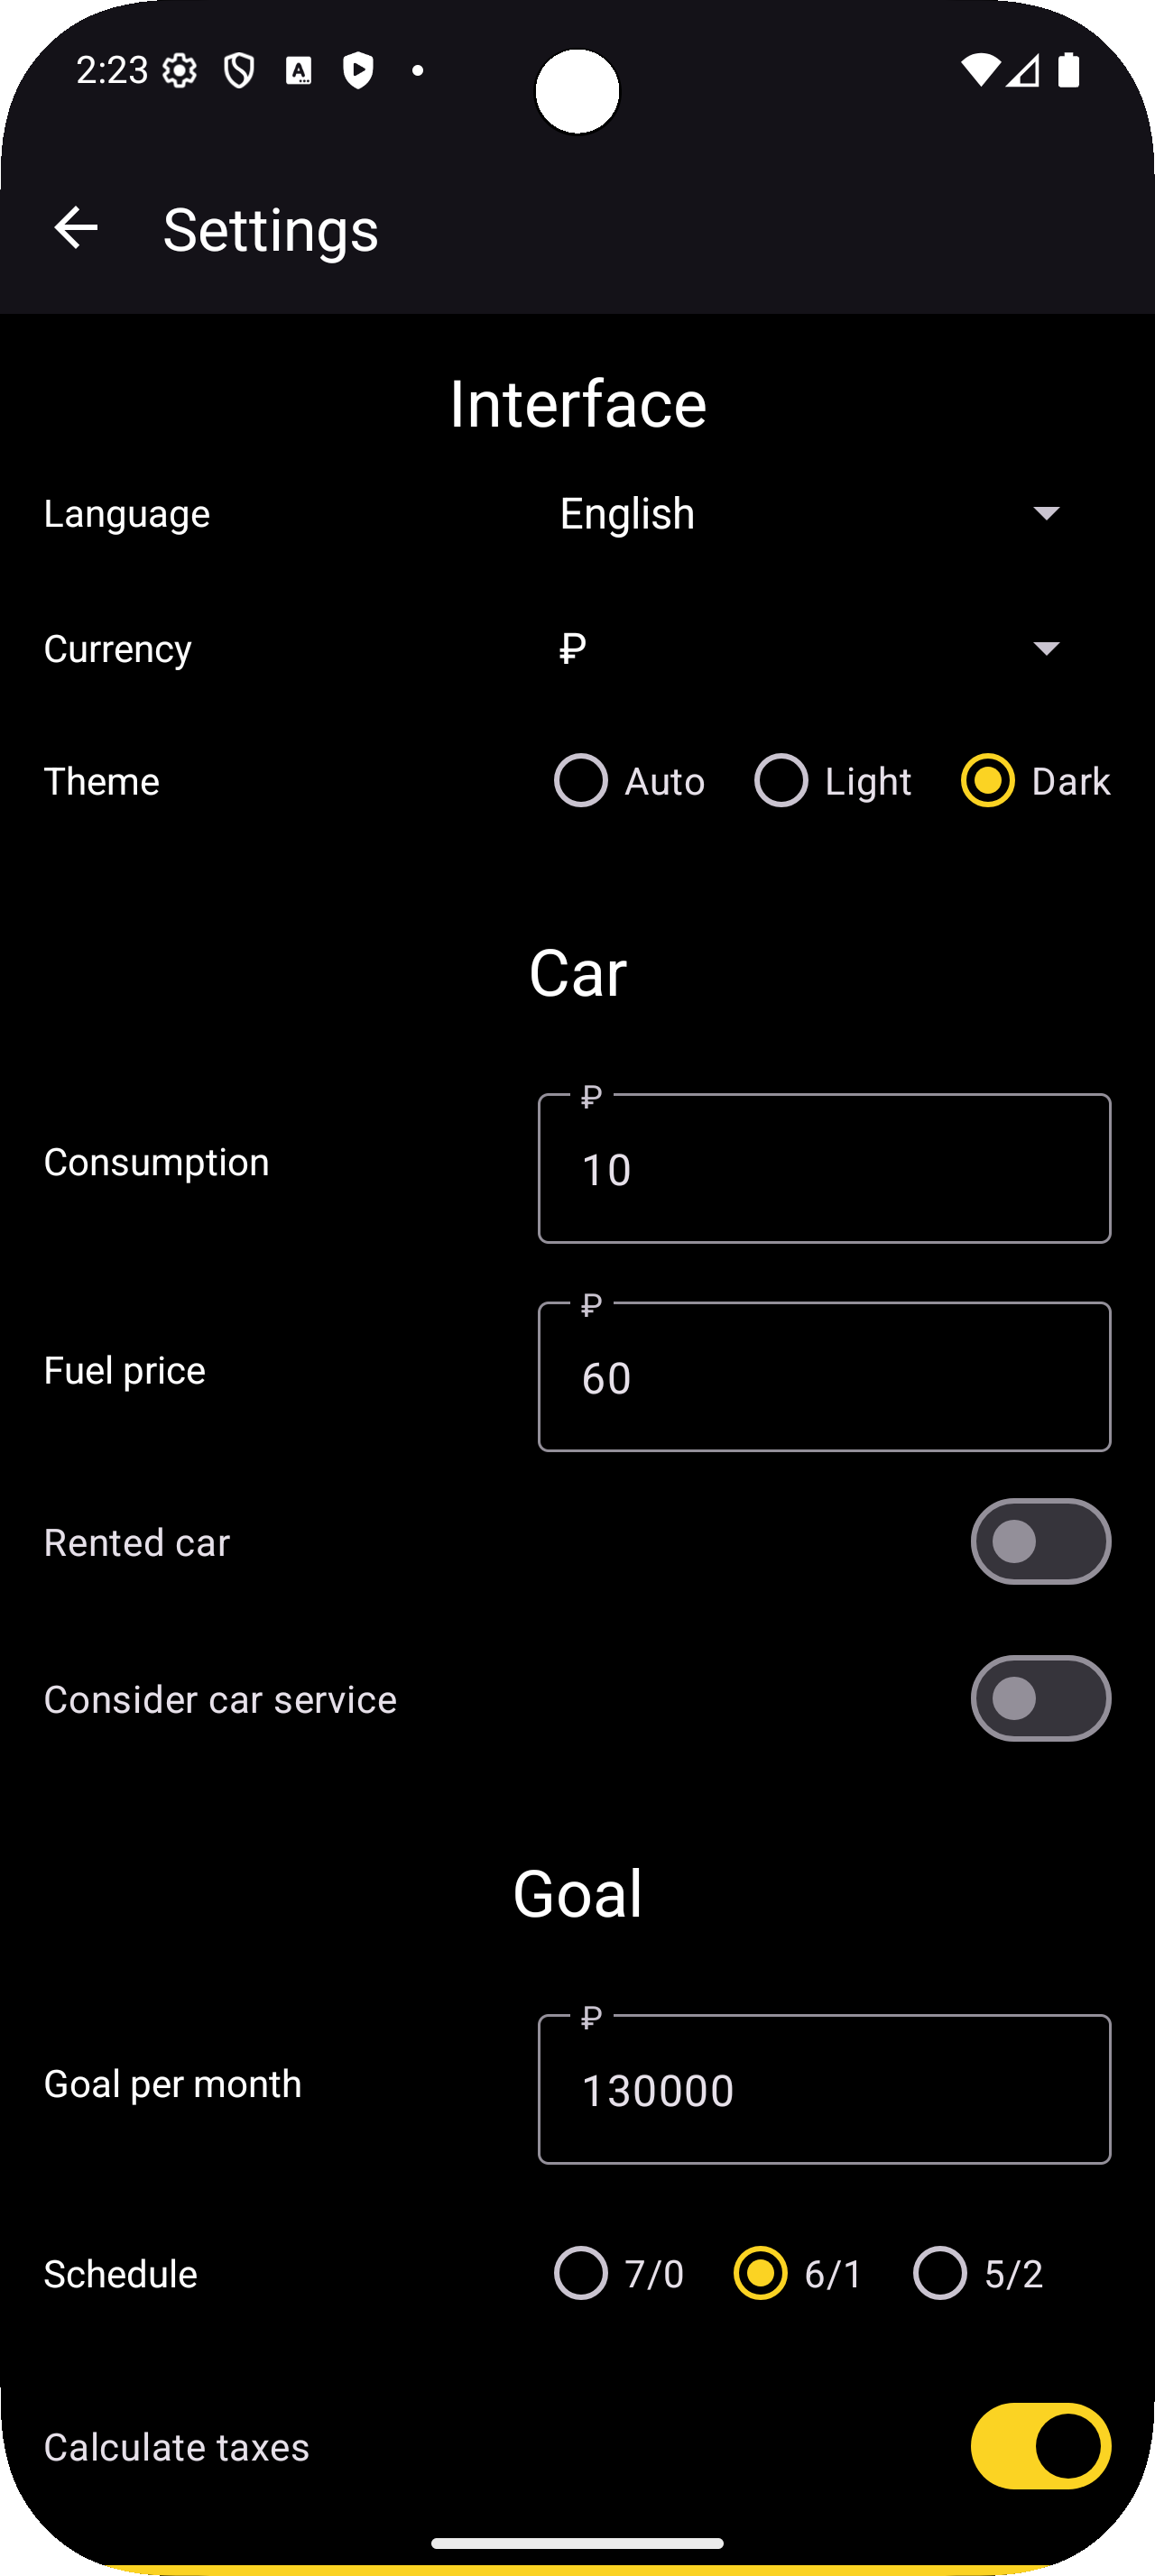 2:23
Settings
Interface
Language English
Currency ₽
Theme Auto Light Dark
Car
₽
Consumption 10
₽
Fuel price 60
Rented car
Consider car service
Goal
₽
Goal per month 130000
Schedule 7/0 6/1 5/2
Calculate taxes